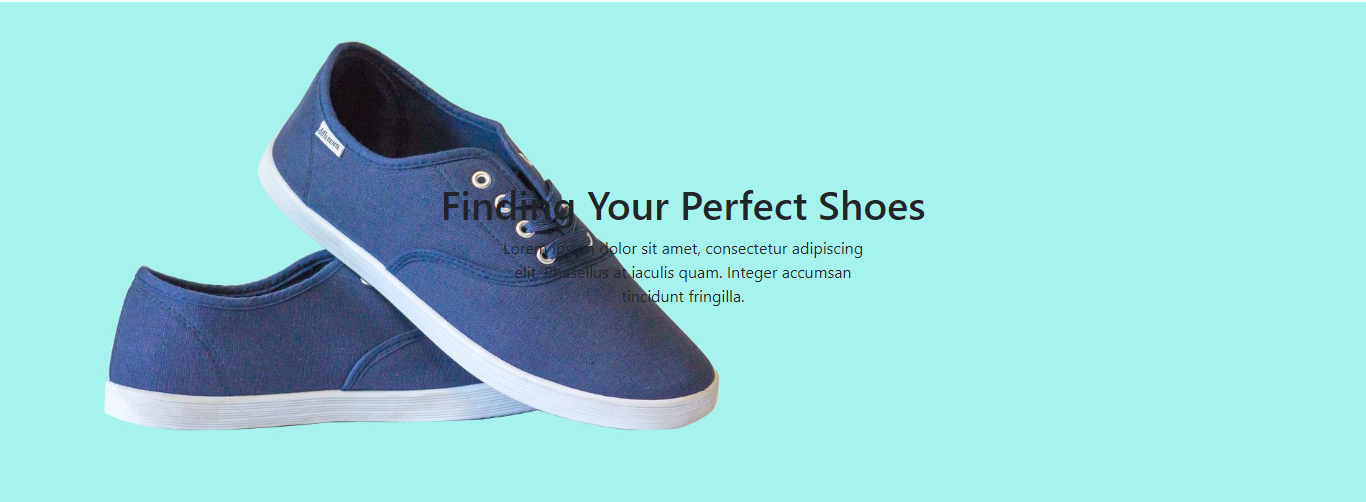 Finding Your Perfect Shoes
Lorem ipsum dolor sit amet, consectetur adipiscing
elit. Phasellus at iaculis quam. Integer accumsan
tincidunt fringilla.